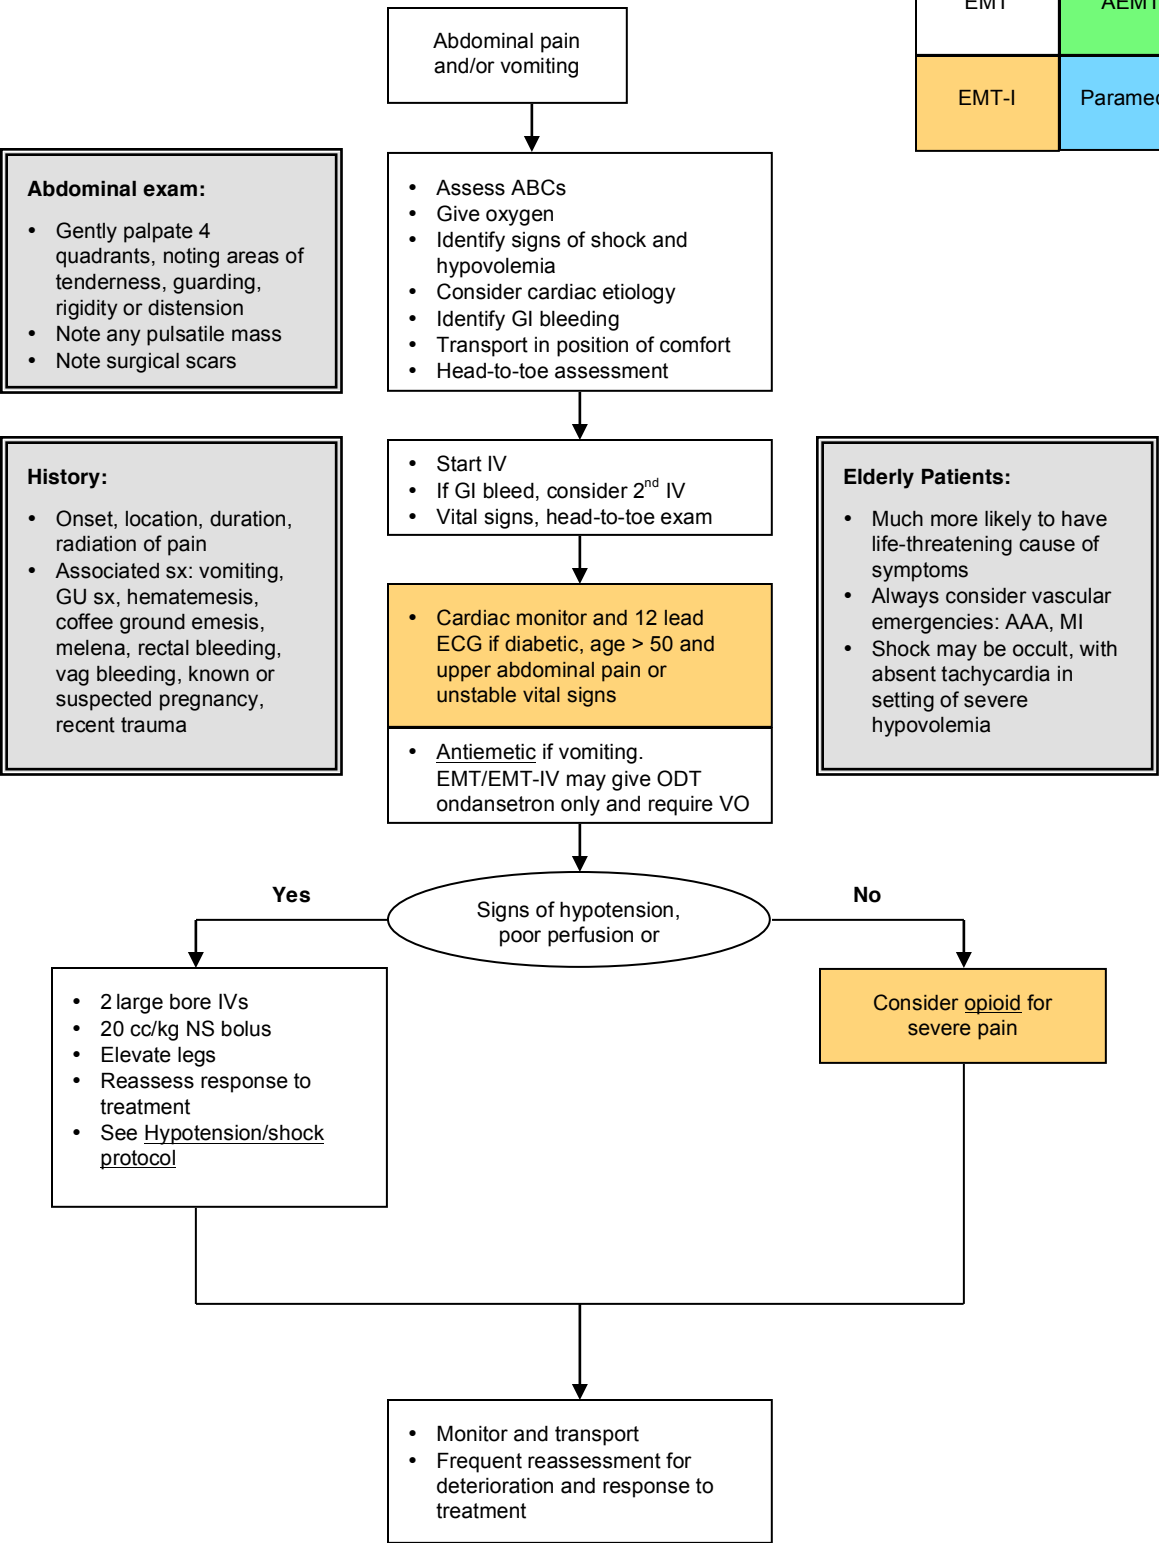 EMT
AEMT
EMT-I
Abdominal pain
and/or vomiting
Abdominal exam:
• Gently palpate 4
quadrants, noting areas of
tenderness, guarding,
rigidity or distension
• Note any pulsatile mass
• Note surgical scars
• Assess ABCs
• Give oxygen
• Identify signs of shock and
hypovolemia
• Consider cardiac etiology
• Identify GI bleeding
• Transport in position of comfort
• Head-to-toe assessment
History:
• Onset, location, duration,
radiation of pain
• Associated sx: vomiting,
GU sx, hematemesis,
coffee ground emesis,
melena, rectal bleeding,
vag bleeding, known or
suspected pregnancy,
recent trauma
• Start IV
• If GI bleed, consider 2nd IV
• Vital signs, head-to-toe exam
Elderly Patients:
• Much more likely to have
life-threatening cause of
symptoms
• Always consider vascular
emergencies: AAA, MI
• Shock may be occult, with
absent tachycardia in
setting of severe
hypovolemia
• Cardiac monitor and 12 lead
ECG if diabetic, age > 50 and
upper abdominal pain or
unstable vital signs
• Antiemetic if vomiting.
EMT/EMT-IV may give ODT
ondansetron only and require VO
Signs of hypotension,
poor perfusion or
Yes
No
• 2 large bore IVs
• 20 cc/kg NS bolus
• Elevate legs
• Reassess response to
treatment
• See Hypotension/shock
protocol
Consider opioid for
severe pain
• Monitor and transport
• Frequent reassessment for
deterioration and response to
treatment